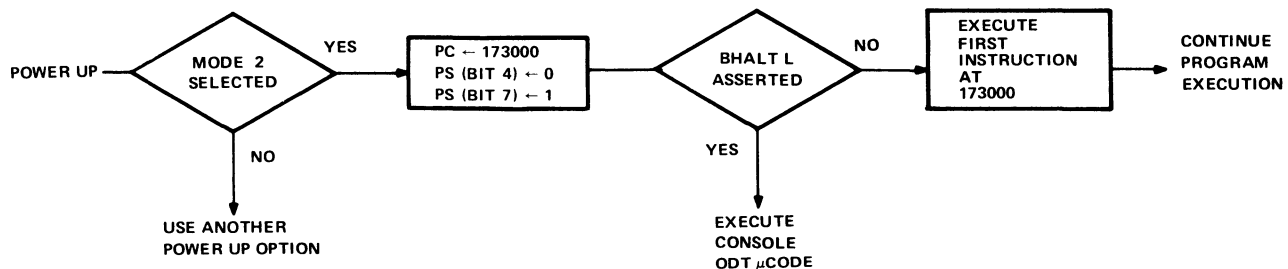 POWER UP
MODE 2
SELECTED
YES
NO
USE ANOTHER
POWER UP OPTION
PC ← 173000
PS (BIT 4) ← 0
PS (BIT 7) ← 1
BHALT L
ASSERTED
NO
YES
EXECUTE
CONSOLE
ODT μCODE
EXECUTE
FIRST
INSTRUCTION
AT
173000
CONTINUE
PROGRAM
EXECUTION